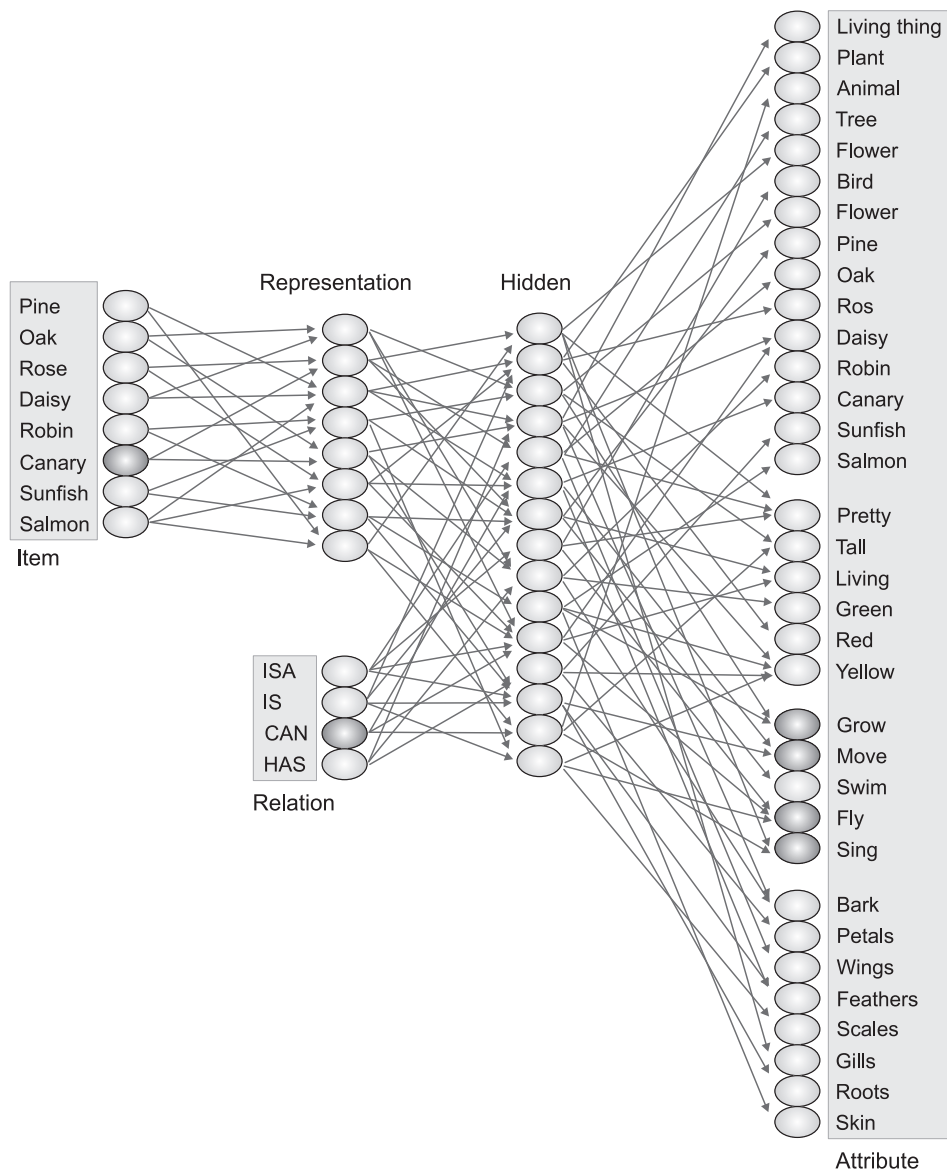 Representation
Hidden
Pine
Oak
Rose
Daisy
Robin
Canary
Sunfish
Salmon
Item
ISA
IS
CAN
HAS
Relation
Living thing
Plant
Animal
Tree
Flower
Bird
Flower
Pine
Oak
Ros
Daisy
Robin
Canary
Sunfish
Salmon
Pretty
Tall
Living
Green
Red
Yellow
Grow
Move
Swim
Fly
Sing
Bark
Petals
Wings
Feathers
Scales
Gills
Roots
Skin
Attribute